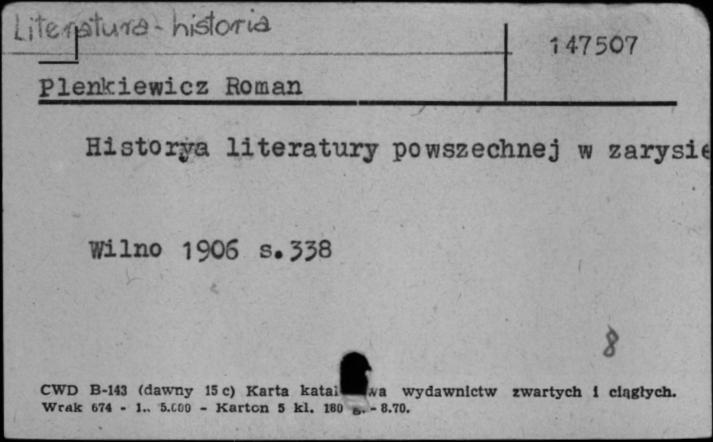 Literatura - historia
147507
Plenkiewicz Roman
Historya literatury powszechnej w zarysie
Wilno 1906 s.338
8
CWD B-143 (dawny 15 c) Karta katal wa wydawnictw zwartych i ciągłych.
Wrak 674 - 1.. 5.000 - Karton 5 kl. 180 g. - 8.70.